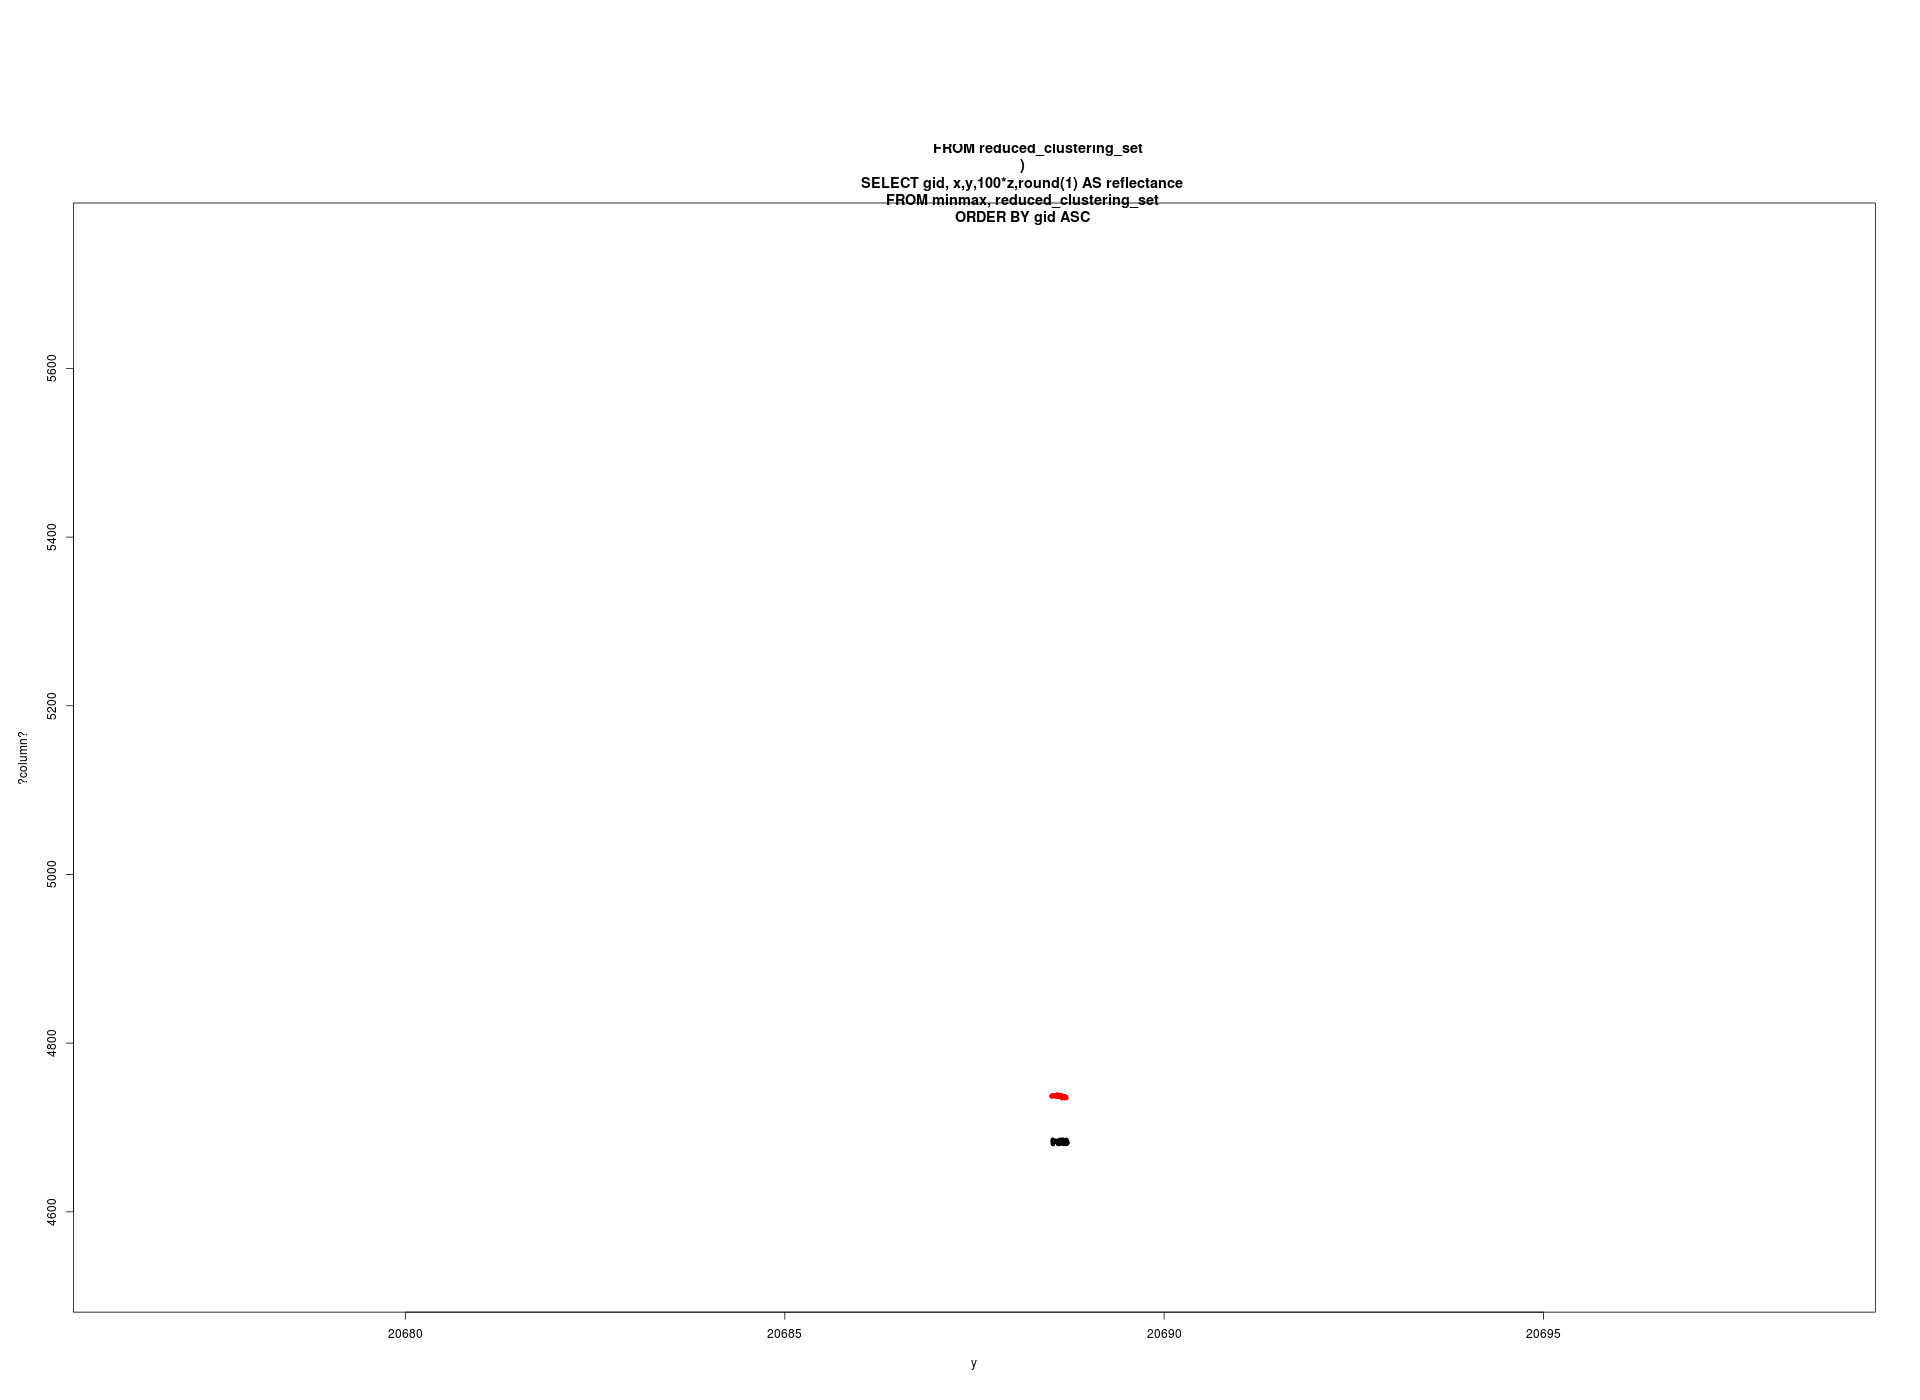 FROM reduced_clustering_set
)
SELECT gid, x,y,100*z,round(1) AS reflectance
FROM minmax, reduced_clustering_set
ORDER BY gid ASC
5600
5400
5200
5000
4800
4600
?column?
20680
20685
20690
20695
y